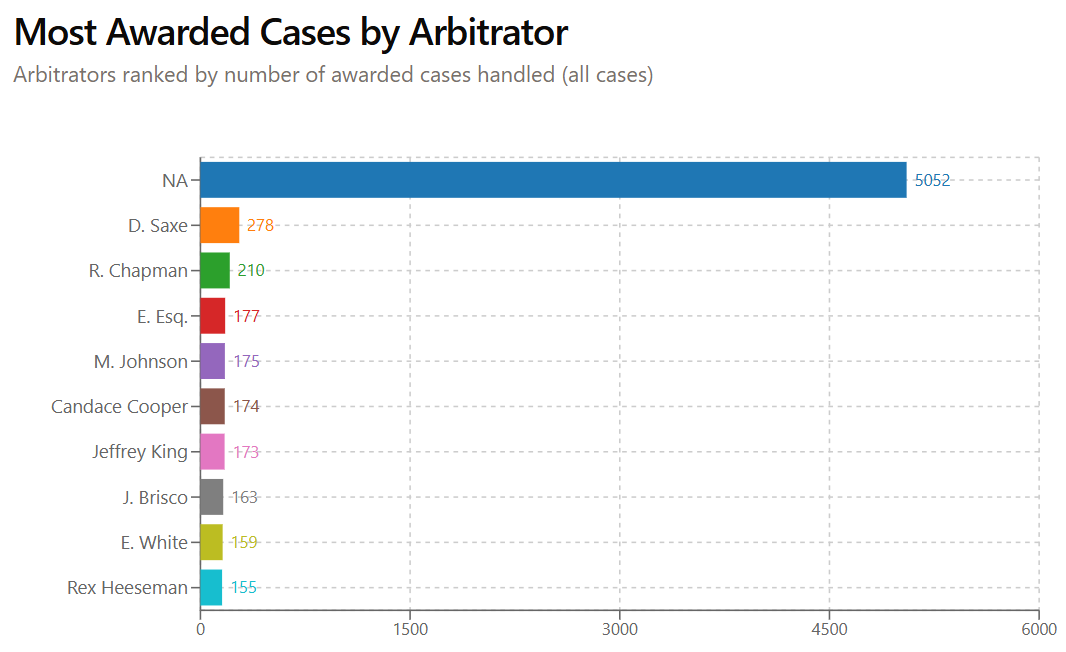 Most Awarded Cases by Arbitrator
Arbitrators ranked by number of awarded cases handled (all cases)
NA 5052
D. Saxe 278
R. Chapman 210
E. Esq. 177
M. Johnson 175
Candace Cooper 174
Jeffrey King 173
J. Brisco 163
E. White 159
Rex Heeseman 155
0 1500 3000 4500 6000